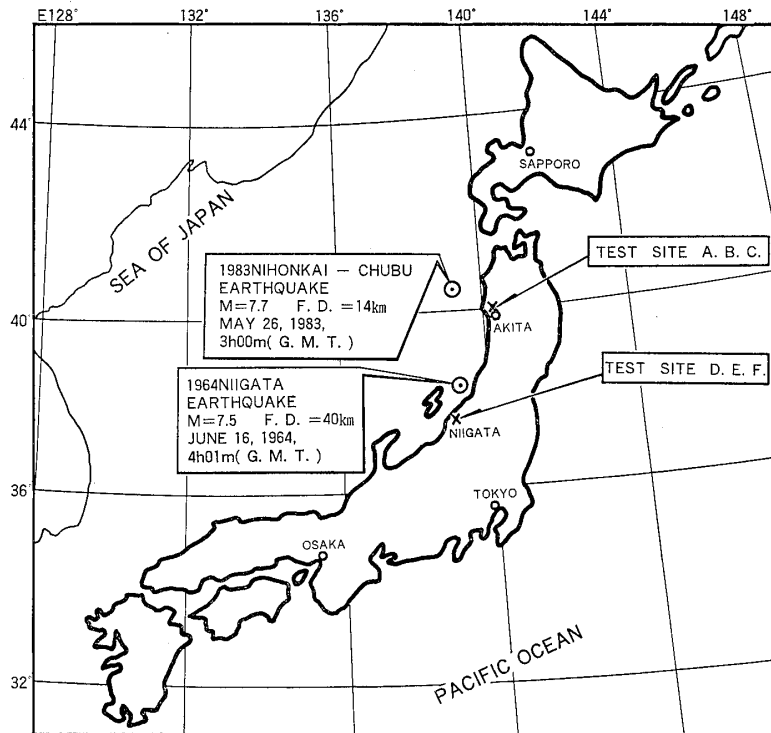 E128°
132°
136°
140°
144°
148°
44°
SAPPORO
SEA OF JAPAN
TEST SITE A. B. C.
1983NIHONKAI – CHUBU
EARTHQUAKE
M=7.7 F. D. =14km
MAY 26, 1983,
3h00m( G. M. T. )
40°
AKITA
1964NIIGATA
EARTHQUAKE
M=7.5 F. D. =40km
JUNE 16, 1964,
4h01m( G. M. T. )
TEST SITE D. E. F.
NIIGATA
36°
TOKYO
OSAKA
PACIFIC OCEAN
32°